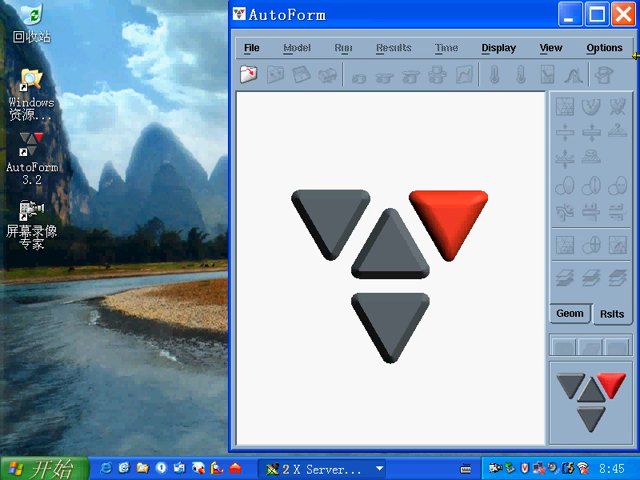 回收站
Windows
资源...
AutoForm
3.2
屏幕录像
专家
AutoForm
File Model Run Results Time Display View Options
Geom Rslts
开始 2 X Server... 8:45